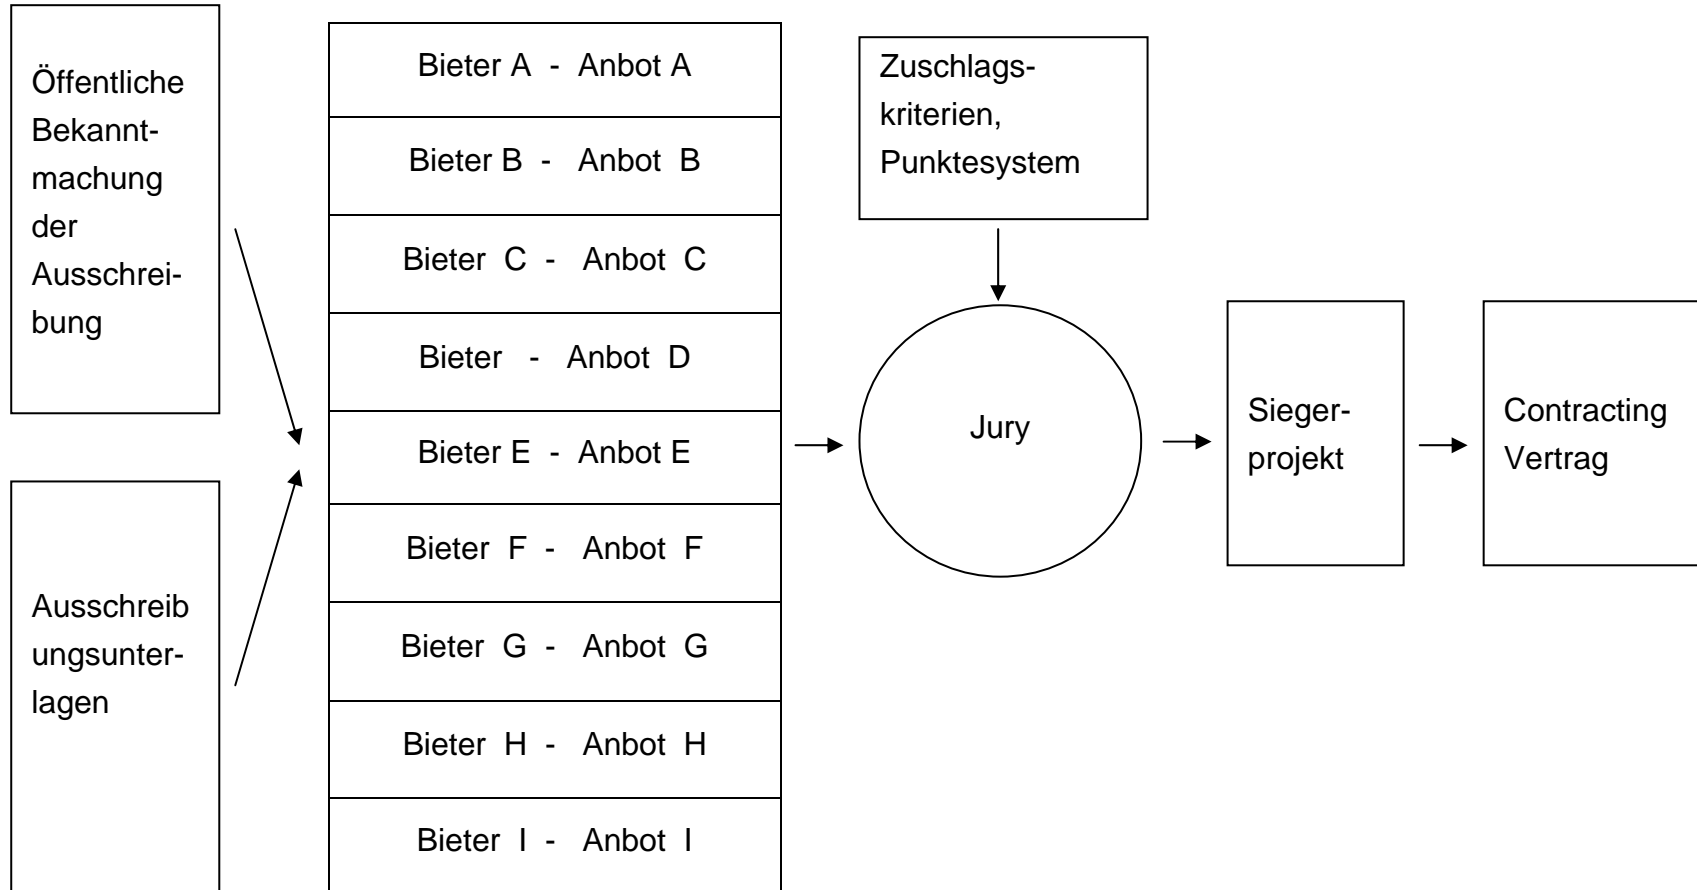 Öffentliche
Bekannt-
machung
der
Ausschrei-
bung
Ausschreib
ungsunter-
lagen
Bieter A - Anbot A
Bieter B - Anbot B
Bieter C - Anbot C
Bieter - Anbot D
Bieter E - Anbot E
Bieter F - Anbot F
Bieter G - Anbot G
Bieter H - Anbot H
Bieter I - Anbot I
Zuschlags-
kriterien,
Punktesystem
Jury
Sieger-
projekt
Contracting
Vertrag